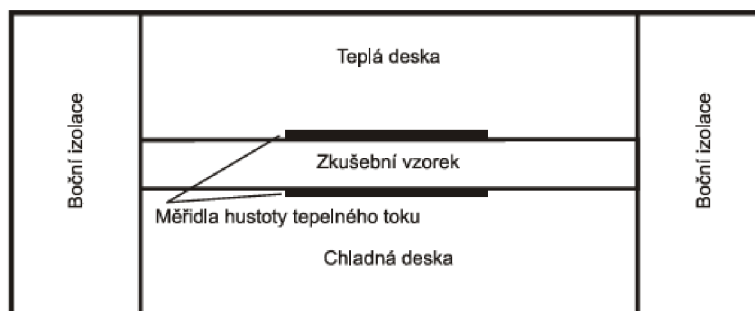 Teplá deska
Boční izolace
Zkušební vzorek
Boční izolace
Měřidla hustoty tepelného toku
Chladná deska